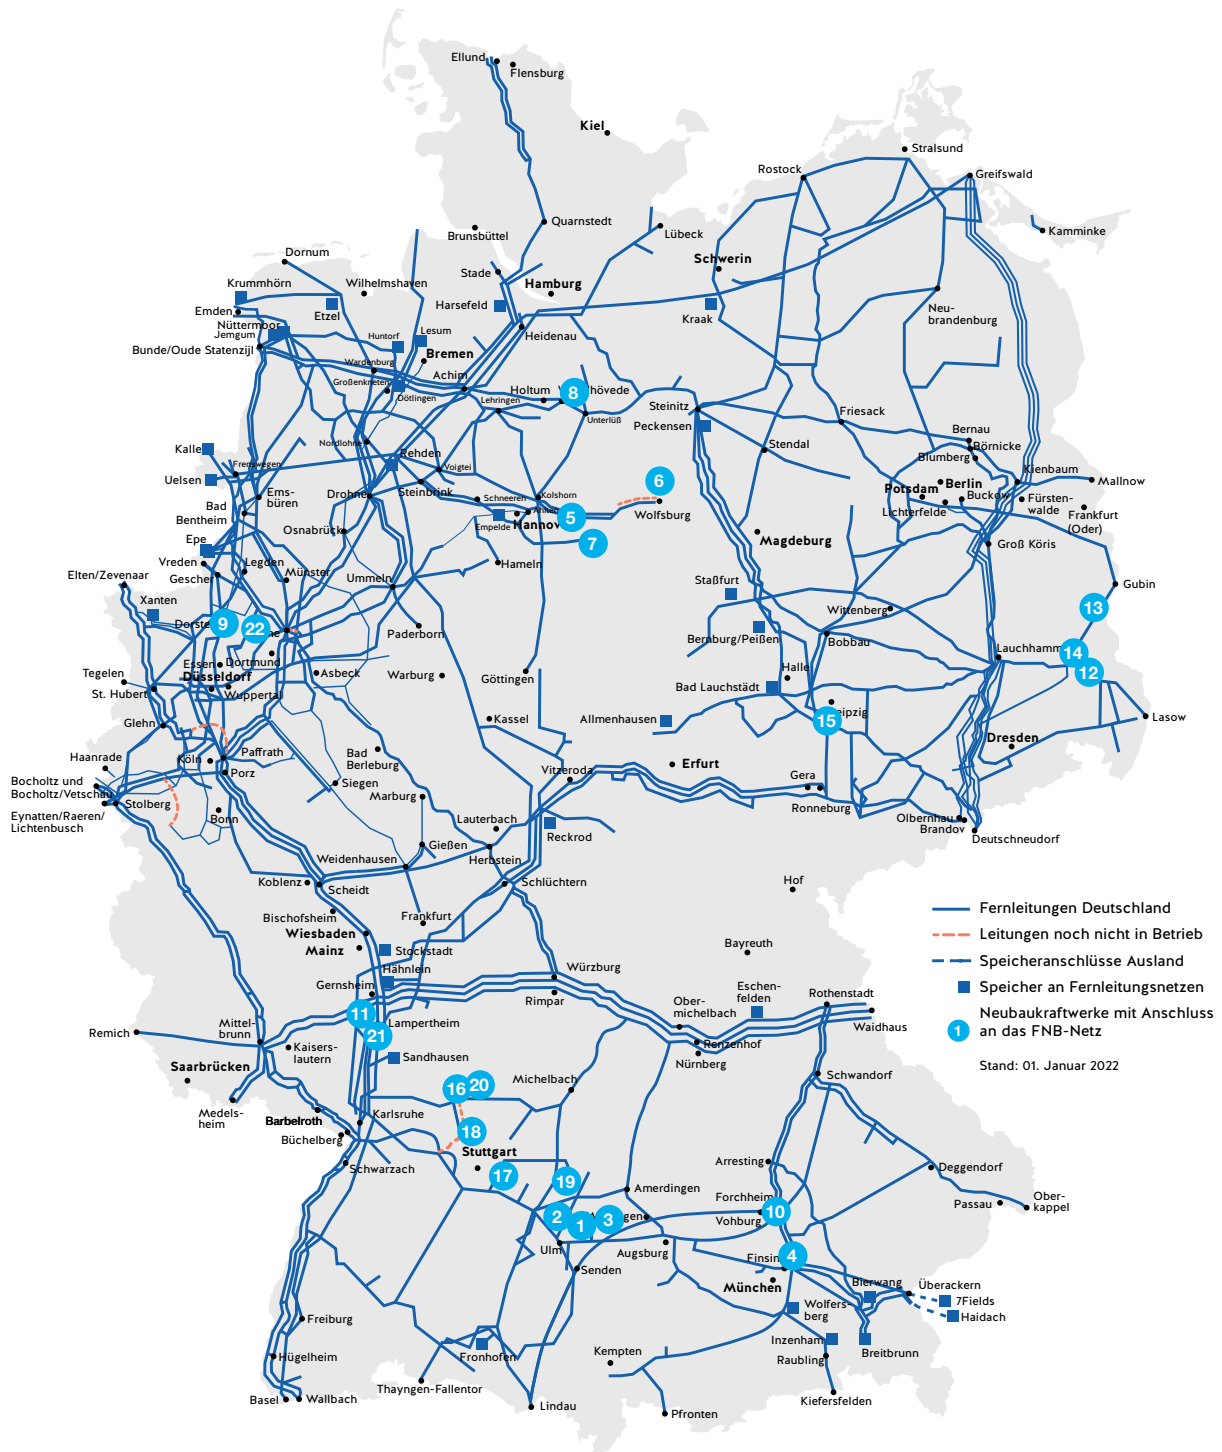 Ellund
Flensburg
Kiel
Stralsund
Rostock
Greifswald
Quarnstedt
Brunsbüttel
Lübeck
Kamminke
Dornum
Schwerin
Stade
Krummhörn
Wilhelmshaven
Hamburg
Harsefeld
Emden
Etzel
Kraak
Neu-
brandenburg
Nüttermoor
Jemgum
Huntorf
Lesum
Heidenau
Bunde/Oude Statenzijl
Bremen
Wardenburg
Achim
Großenkneten
Dötlingen
Holtum
8
hövede
Lehringen
Unterlüß
Steinitz
Peckensen
Friesack
Nordlohne
Kalle
Rehden
Stendal
Bernau
Börnicke
Blumberg
Frenswegen
Voigtei
Uelsen
6
Kienbaum
Mallnow
Ems-
büren
Drohne
Steinbrink
Schneeren
Kolshorn
Potsdam
Berlin
Buckow
Fürsten-
walde
Bad
Bentheim
Wolfsburg
Lichterfelde
Frankfurt
(Oder)
Empelde
Hannov
5
Osnabrück
Epe
7
Magdeburg
Groß Köris
Vreden
Legden
Hameln
Elten/Zevenaar
Gescher
Münster
Ummeln
Staßfurt
Gubin
Xanten
13
Wittenberg
Dorste
9
22
ne
Paderborn
Bernburg/Peißen
Bobbau
Lauchhamm
14
Essen
Dortmund
Tegelen
Düsseldorf
Asbeck
Warburg
Göttingen
Halle
12
St. Hubert
Wuppertal
Bad Lauchstädt
Glehn
Kassel
Allmenhausen
15
eipzig
Lasow
Haanrade
Köln
Paffrath
Bad
Berleburg
Dresden
Porz
Erfurt
Bocholtz und
Bocholtz/Vetschau
Siegen
Vitzeroda
Gera
Stolberg
Marburg
Ronneburg
Eynatten/Raeren/
Lichtenbusch
Bonn
Lauterbach
Olbernhau
Brandov
Reckrod
Deutschneudorf
Gießen
Weidenhausen
Herbstein
Koblenz
Scheidt
Schlüchtern
Hof
Bischofsheim
Frankfurt
Fernleitungen Deutschland
Wiesbaden
Leitungen noch nicht in Betrieb
Mainz
Stockstadt
Bayreuth
Speicheranschlüsse Ausland
Hähnlein
Würzburg
Gernsheim
Eschen-
felden
Rothenstadt
Speicher an Fernleitungsnetzen
Rimpar
Ober-
michelbach
Neubaukraftwerke mit Anschluss
1
an das FNB-Netz
11
Lampertheim
Waidhaus
Remich
Mittel-
brunn
21
Kaisers-
lautern
Renzenhof
Nürnberg
Sandhausen
Stand: 01. Januar 2022
Saarbrücken
Schwandorf
Michelbach
16
20
Medels-
heim
Barbelroth
Karlsruhe
18
Büchelberg
Stuttgart
Schwarzach
Arresting
Deggendorf
17
19
Amerdingen
Forchheim
Passau
Ober-
kappel
2
1
3
gen
Vohburg
10
Ulm
Augsburg
Finsin
4
Senden
München
Bierwang
Überackern
7Fields
Wolfers-
berg
Haidach
Freiburg
Inzenham
Hügelheim
Fronhofen
Kempten
Raubling
Breitbrunn
Thayngen-Fallentor
Basel
Wallbach
Lindau
Pfronten
Kiefersfelden